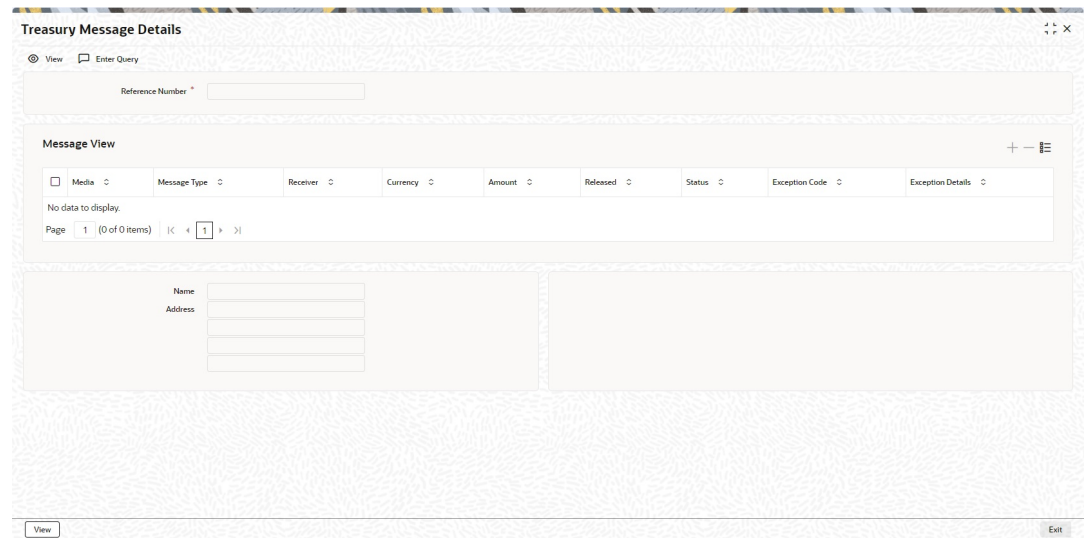 Treasury Message Details
View Enter Query
Reference Number *
Message View
Media Message Type Receiver Currency Amount Released Status Exception Code Exception Details
No data to display.
Page 1 (0 of 0 items) 1
Name
Address
View Exit